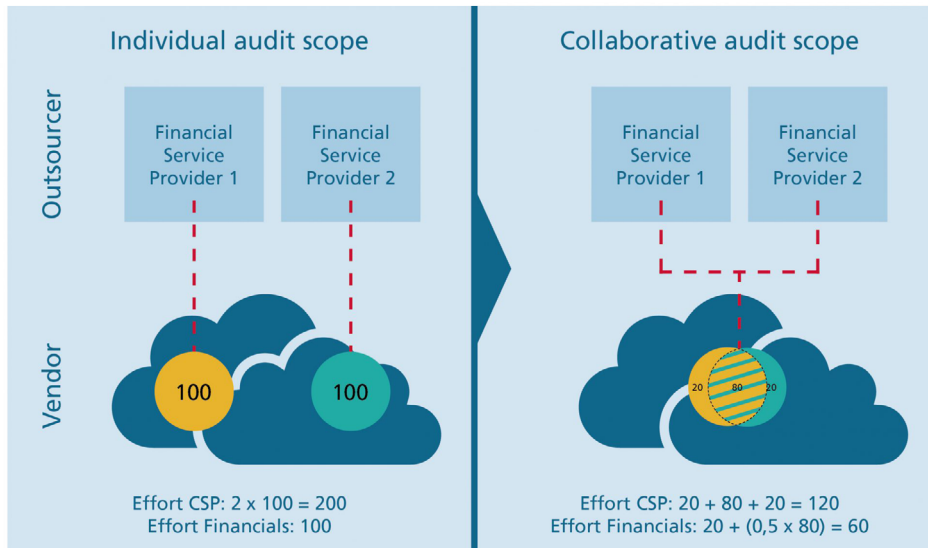 Individual audit scope
Outsourcer
Financial
Service
Provider 1
Financial
Service
Provider 2
Vendor
100
100
Effort CSP: 2 x 100 = 200
Effort Financials: 100
Collaborative audit scope
Financial
Service
Provider 1
Financial
Service
Provider 2
20
80
20
Effort CSP: 20 + 80 + 20 = 120
Effort Financials: 20 + (0,5 x 80) = 60